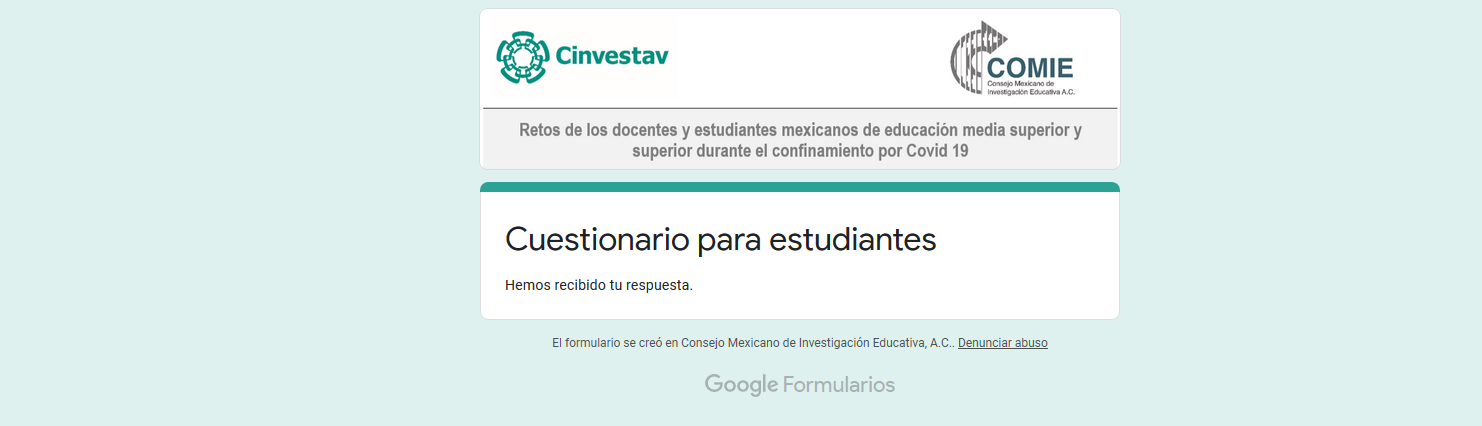 Cinvestav
COMIE
Consejo Mexicano de
Investigación Educativa A.C.
Retos de los docentes y estudiantes mexicanos de educación media superior y
superior durante el confinamiento por Covid 19
Cuestionario para estudiantes
Hemos recibido tu respuesta.
El formulario se creó en Consejo Mexicano de Investigación Educativa, A.C.. Denunciar abuso
Google Formularios